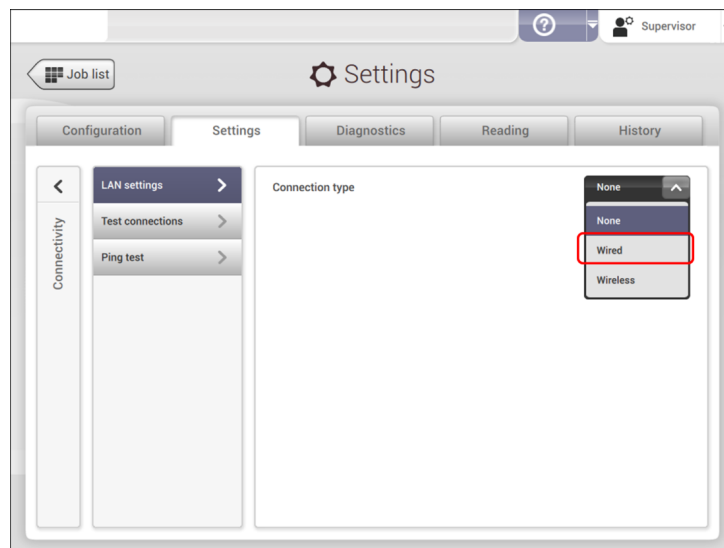 Supervisor
Job list
Settings
Configuration
Settings
Diagnostics
Reading
History
Connectivity
LAN settings
Test connections
Ping test
Connection type
None
None
Wired
Wireless